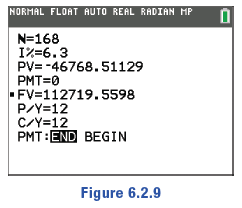 NORMAL FLOAT AUTO REAL RADIAN MP
N=168
I%=6.3
PV=-46768.51129
PMT=0
▪FV=112719.5598
P/Y=12
C/Y=12
PMT:END BEGIN
Figure 6.2.9